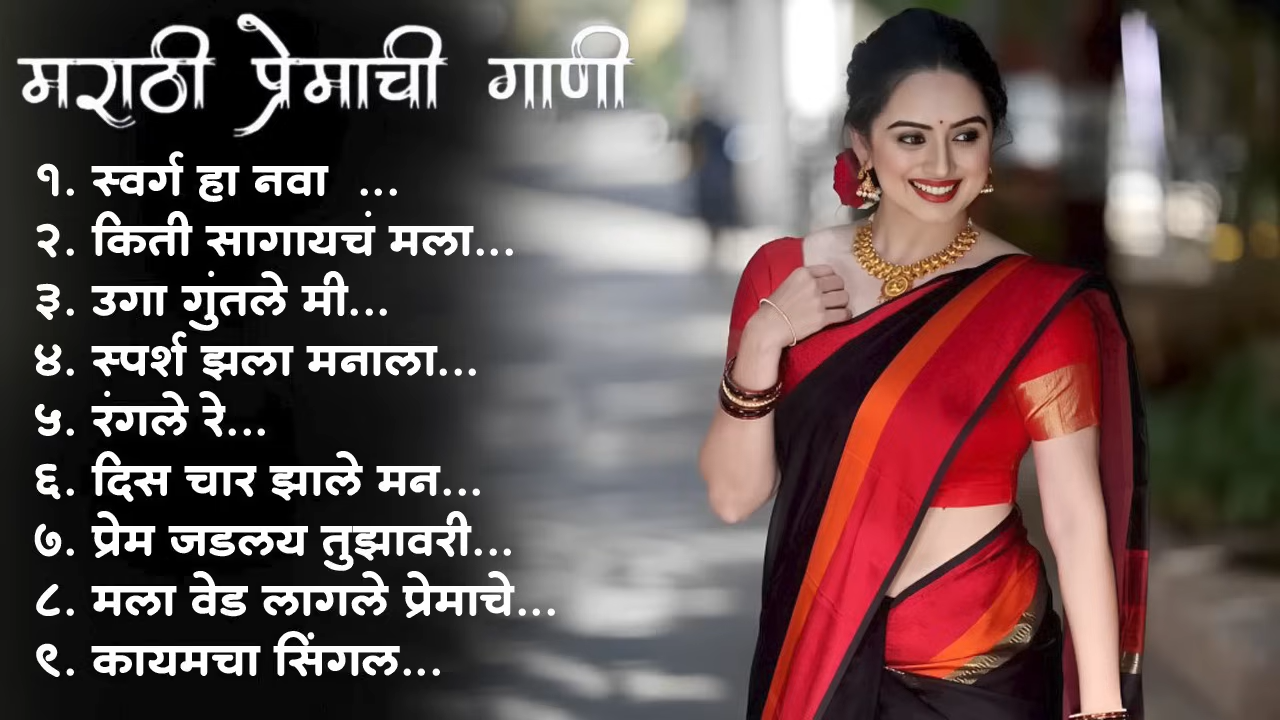 मराठी प्रेमाची गाणी
१. स्वर्ग हा नवा ...
२. किती सागायचं मला...
३. उगा गुंतले मी...
४. स्पर्श झला मनाला...
५. रंगले रे...
६. दिस चार झाले मन...
७. प्रेम जडलय तुझावरी...
८. मला वेड लागले प्रेमाचे...
९. कायमचा सिंगल...